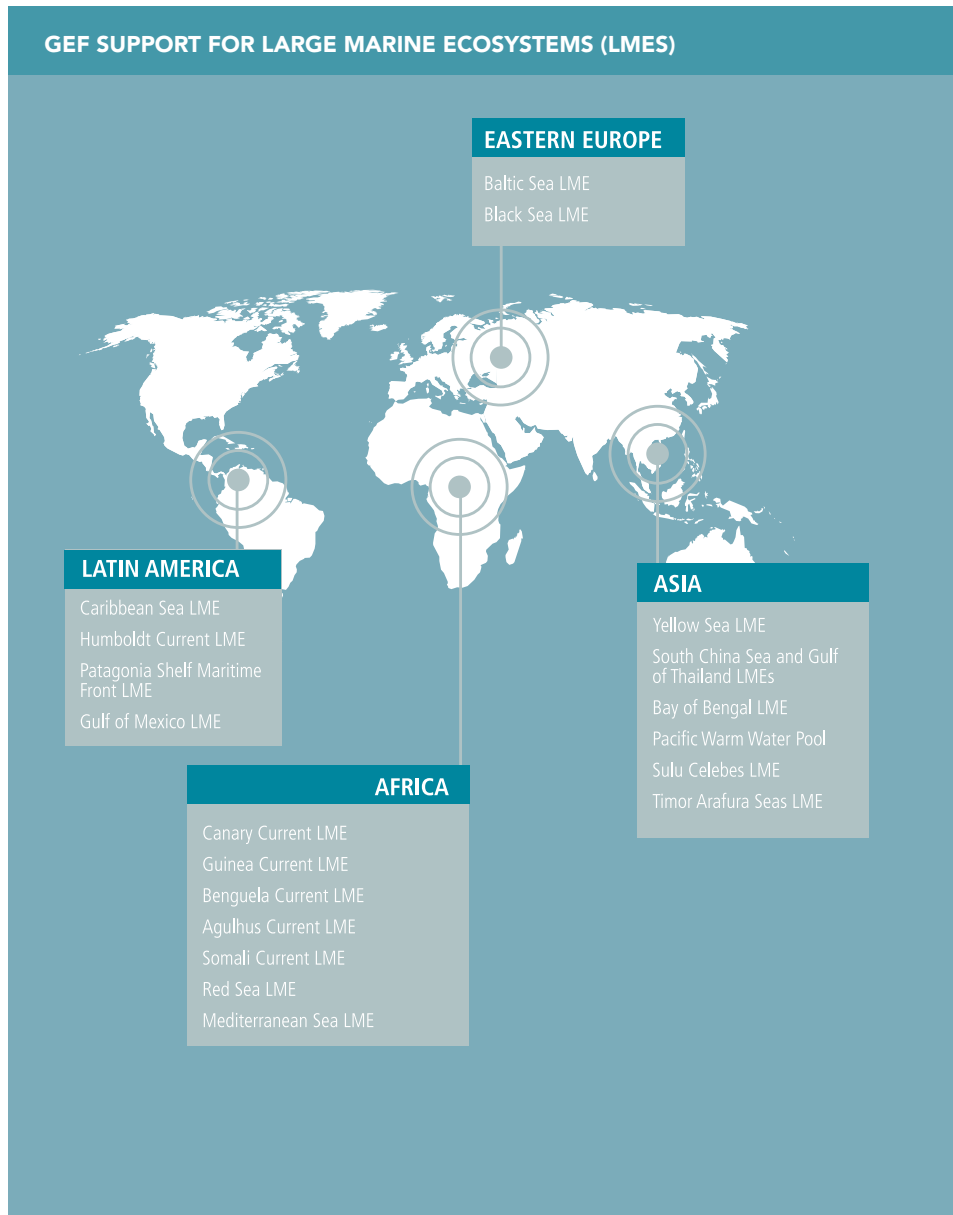 GEF SUPPORT FOR LARGE MARINE ECOSYSTEMS (LMES)
EASTERN EUROPE
Baltic Sea LME
Black Sea LME
LATIN AMERICA
Caribbean Sea LME
Humboldt Current LME
Patagonia Shelf Maritime
Front LME
Gulf of Mexico LME
ASIA
Yellow Sea LME
South China Sea and Gulf
of Thailand LMEs
Bay of Bengal LME
Pacific Warm Water Pool
Sulu Celebes LME
Timor Arafura Seas LME
AFRICA
Canary Current LME
Guinea Current LME
Benguela Current LME
Agulhus Current LME
Somali Current LME
Red Sea LME
Mediterranean Sea LME